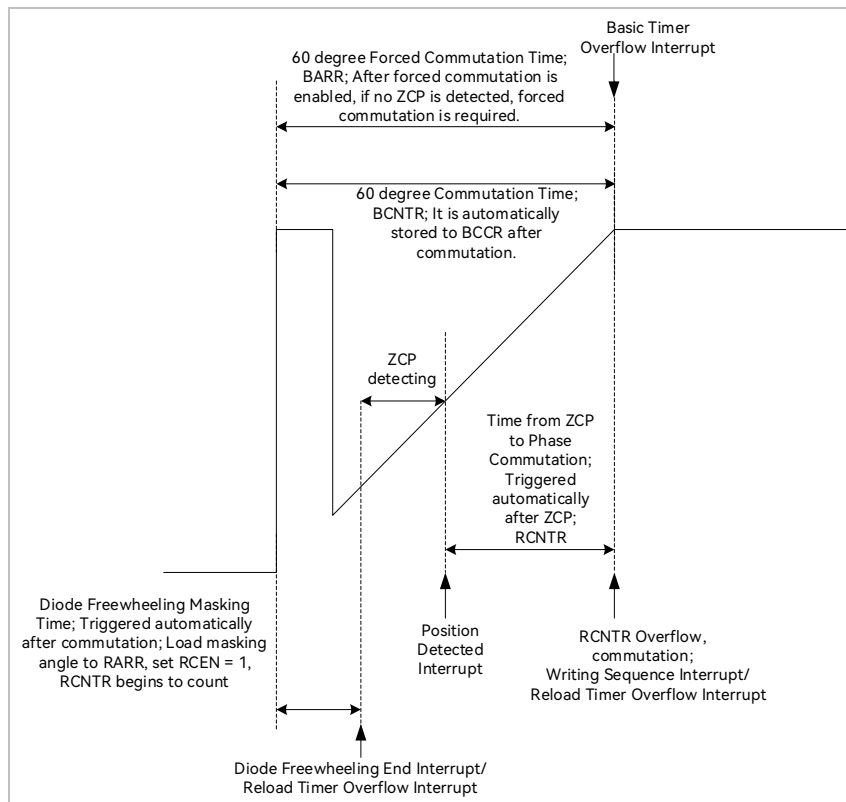 Basic Timer
Overflow Interrupt
60 degree Forced Commutation Time;
BARR; After forced commutation is
enabled, if no ZCP is detected, forced
commutation is required.
60 degree Commutation Time;
BCNTR; It is automatically
stored to BCCR after
commutation.
ZCP
detecting
Time from ZCP
to Phase
Commutation;
Triggered
automatically
after ZCP;
RCNTR
Diode Freewheeling Masking
Time; Triggered automatically
after commutation; Load masking
angle to RARR, set RCEN = 1,
RCNTR begins to count
Position
Detected
Interrupt
RCNTR Overflow,
commutation;
Writing Sequence Interrupt/
Reload Timer Overflow Interrupt
Diode Freewheeling End Interrupt/
Reload Timer Overflow Interrupt